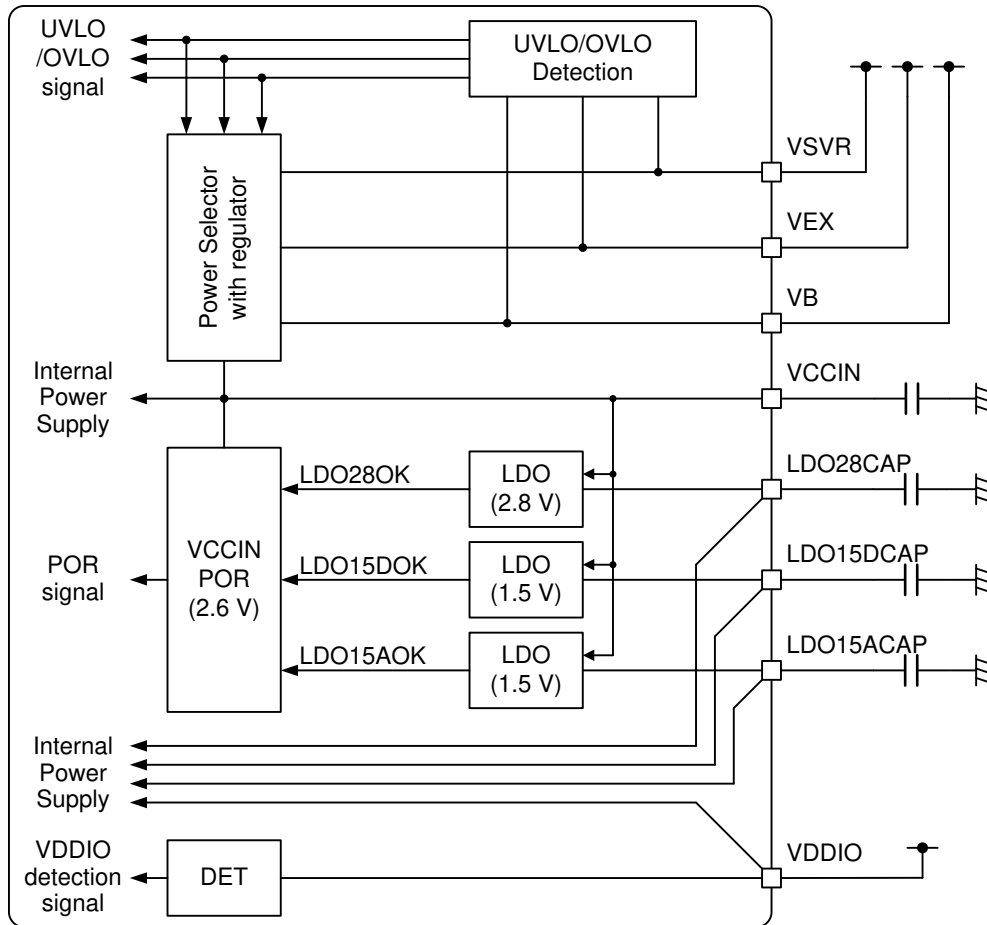 UVLO
/OVLO
signal
UVLO/OVLO
Detection
VSVR
Power Selector
with regulator
VEX
VB
Internal
Power
Supply
VCCIN
LDO28OK
LDO
(2.8 V)
LDO28CAP
POR
signal
VCCIN
POR
(2.6 V)
LDO15DOK
LDO
(1.5 V)
LDO15DCAP
LDO15AOK
LDO
(1.5 V)
LDO15ACAP
Internal
Power
Supply
VDDIO
detection
signal
DET
VDDIO